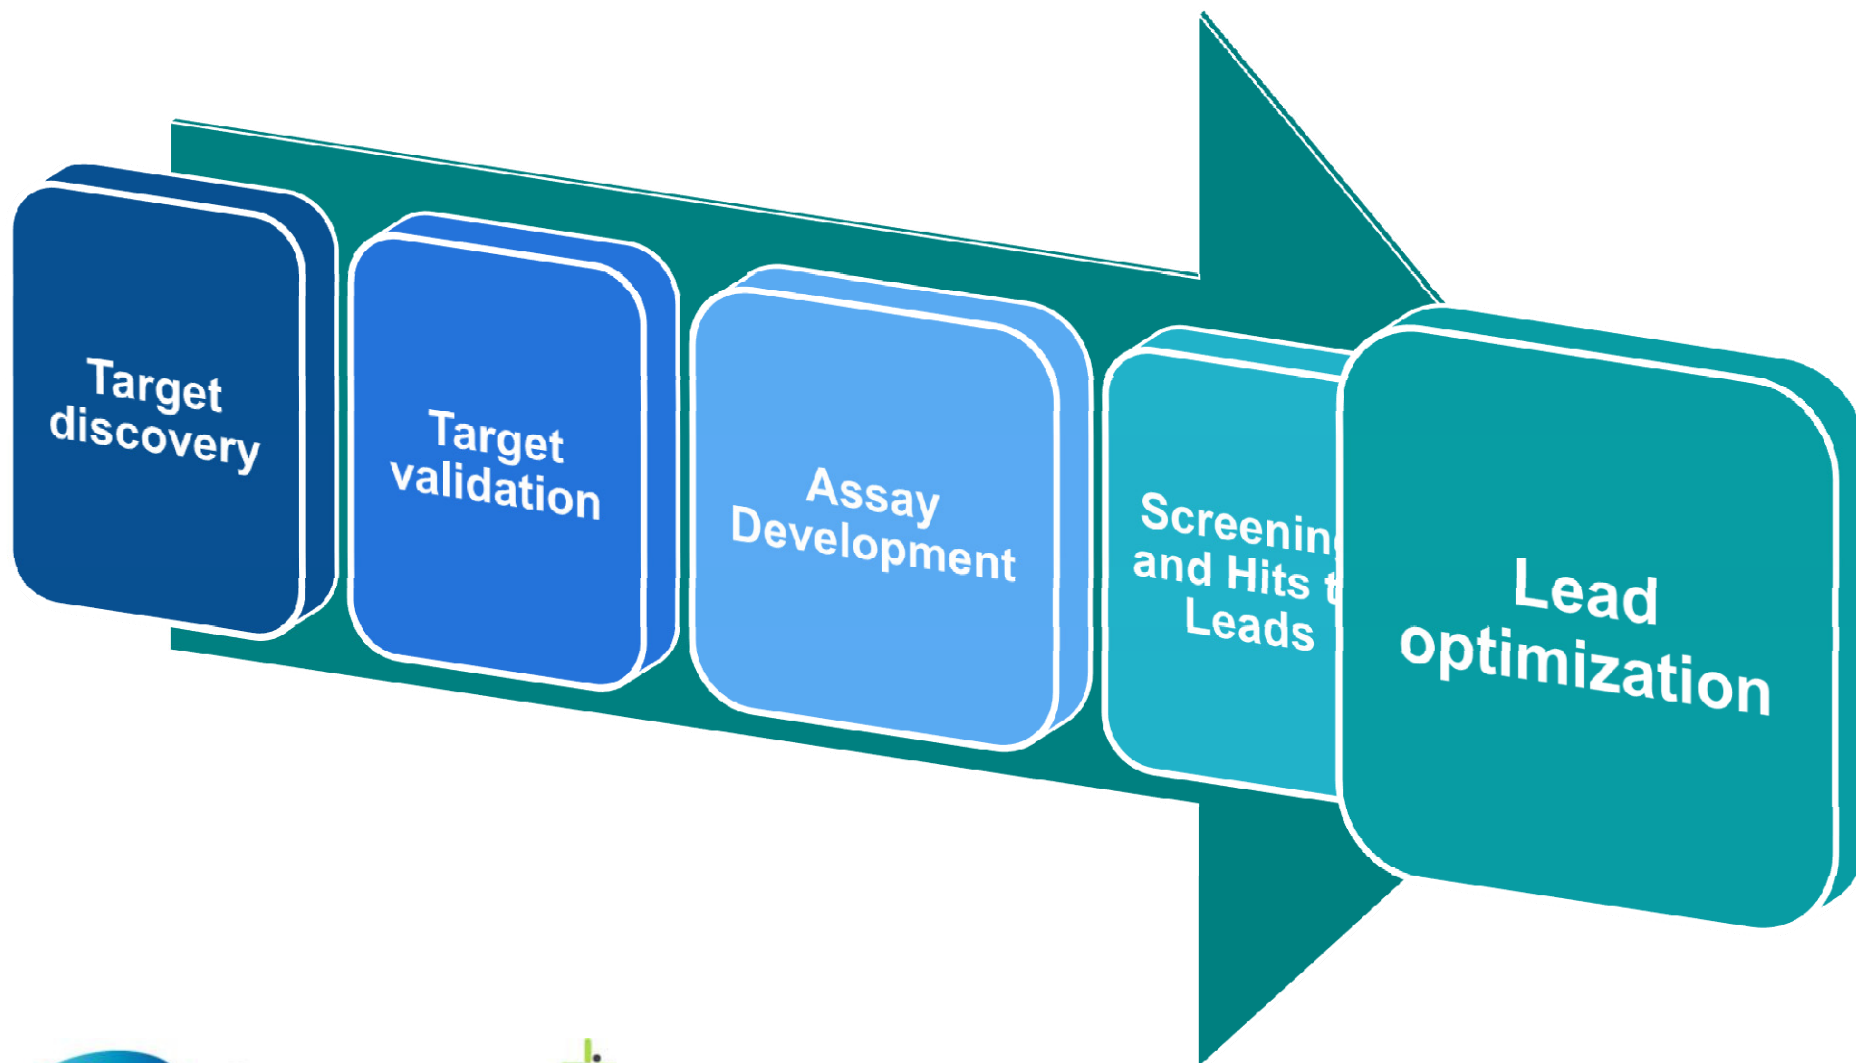 Target
discovery
Target
validation
Assay
Development
Screenin
and Hits t
Leads
Lead
optimization